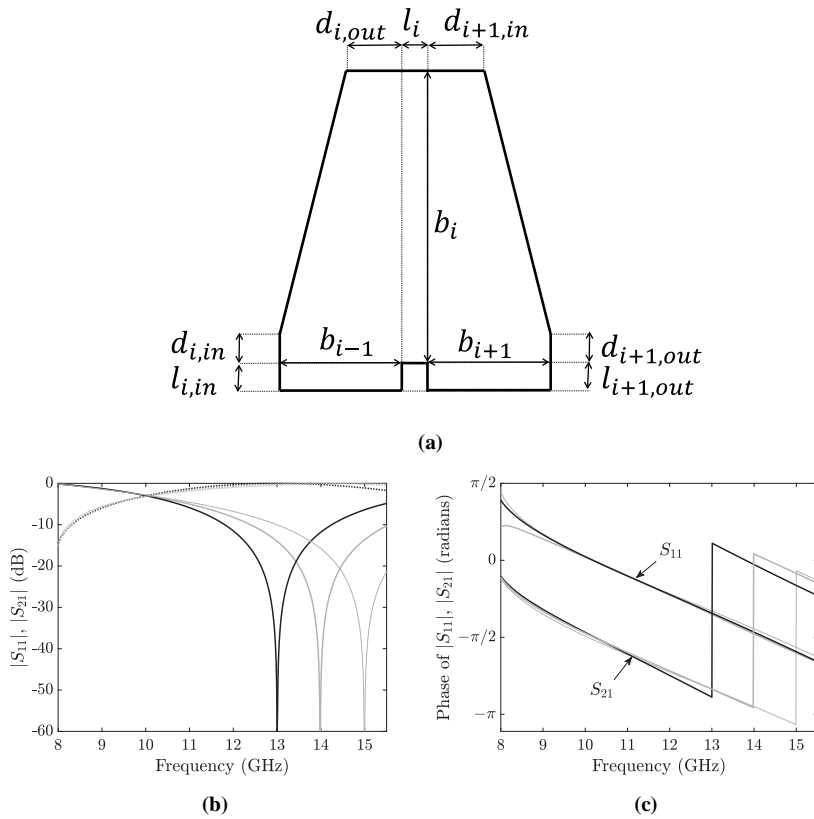 d_{i,out} l_i d_{i+1,in}
b_i
d_{i,in} b_{i-1} b_{i+1} d_{i+1,out}
l_{i,in} l_{i+1,out}
(a)
|S_{11}|, |S_{21}| (dB)
0
-10
-20
-30
-40
-50
-60
8 9 10 11 12 13 14 15
Frequency (GHz)
(b)
Phase of |S_{11}|, |S_{21}| (radians)
π/2
0
−π/2
−π
S_{11}
S_{21}
8 9 10 11 12 13 14 15
Frequency (GHz)
(c)